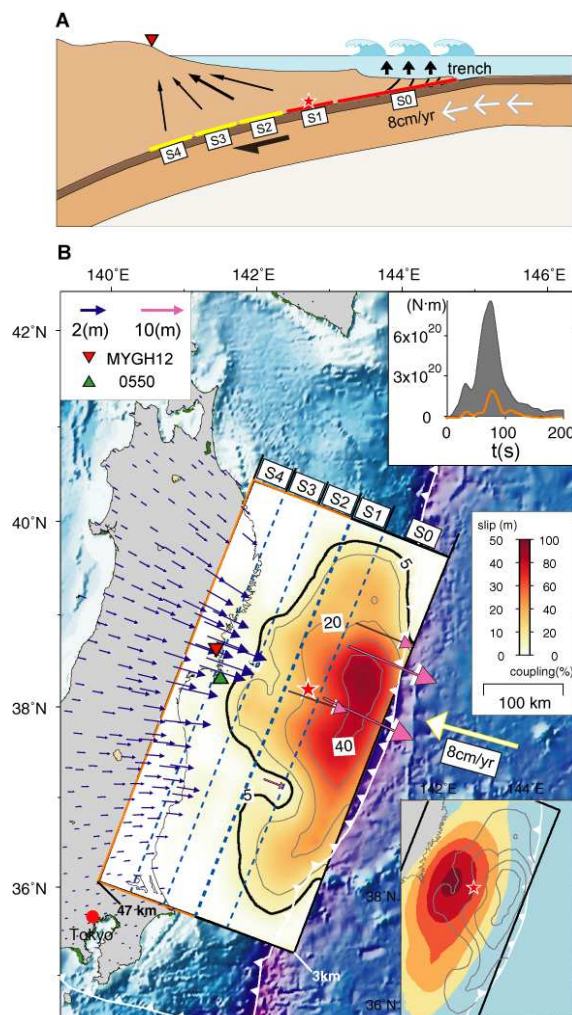 A
trench
S0
S1
8cm/yr
S2
S3
S4
B
140.0°E
142°E
144°E
146°E
42°N
2(m)
10(m)
MYGH12
0550
(N·m)
6x10²⁰
3x10²⁰
0
0
100
200
t(s)
S4
S3
S2
S1
S0
40°N
5
slip (m)
50
100
40
80
30
60
20
40
10
20
0
0
coupling(%)
20
100 km
38°N
40
8cm/yr
5
142°E
144°E
36°N
47 km
Tokyo
3km
38°N
36°N